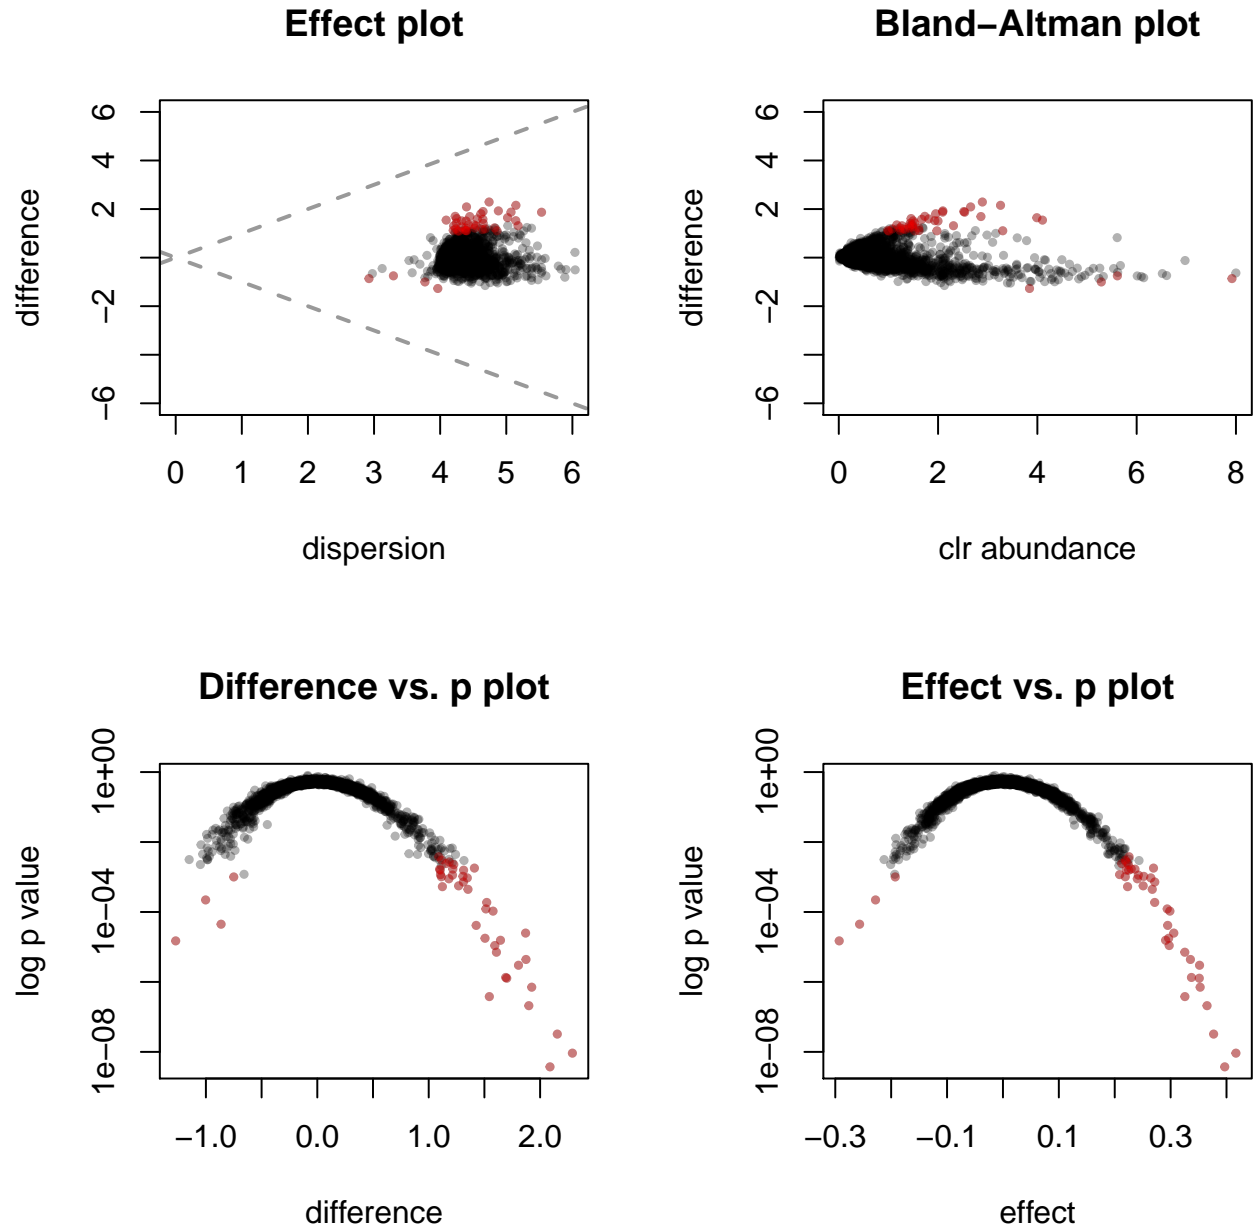 Effect plot
6
4
2
−2
−6
difference
0 1 2 3 4 5 6
dispersion
Bland−Altman plot
6
4
2
−2
−6
difference
0 2 4 6 8
clr abundance
Difference vs. p plot
1e+00
1e−04
1e−08
log p value
−1.0 0.0 1.0 2.0
difference
Effect vs. p plot
1e+00
1e−04
1e−08
log p value
−0.3 −0.1 0.1 0.3
effect